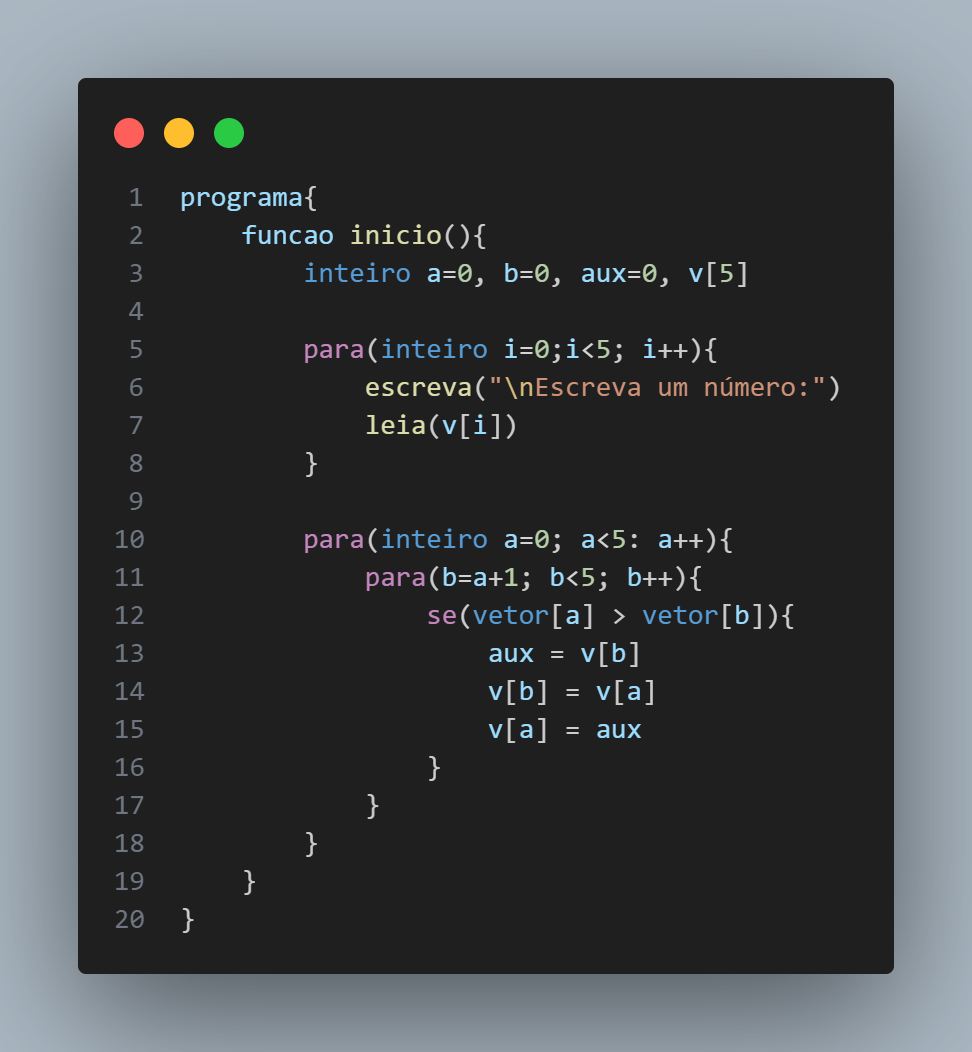 1 programa{
2     funcao inicio(){
3         inteiro a=0, b=0, aux=0, v[5]
4
5         para(inteiro i=0;i<5; i++){
6             escreva("\nEscreva um número:")
7             leia(v[i])
8         }
9
10         para(inteiro a=0; a<5: a++){
11             para(b=a+1; b<5; b++){
12                 se(vetor[a] > vetor[b]){
13                     aux = v[b]
14                     v[b] = v[a]
15                     v[a] = aux
16                 }
17             }
18         }
19     }
20 }